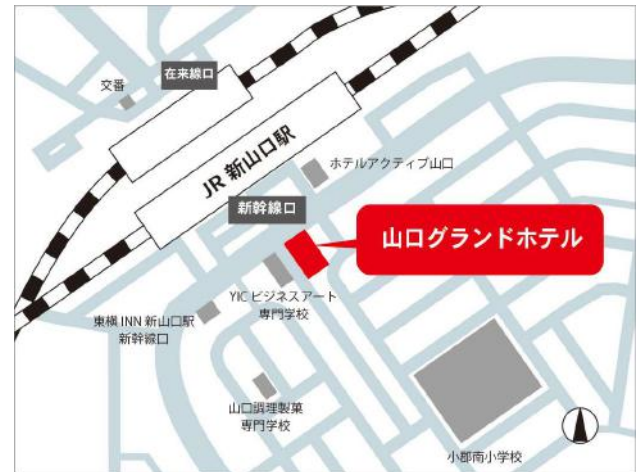 在来線口
交番
JR 新山口駅
ホテルアクティブ山口
新幹線口
山口グランドホテル
YIC ビジネスアート
専門学校
東横 INN 新山口駅
新幹線口
山口調理製菓
専門学校
小郡南小学校